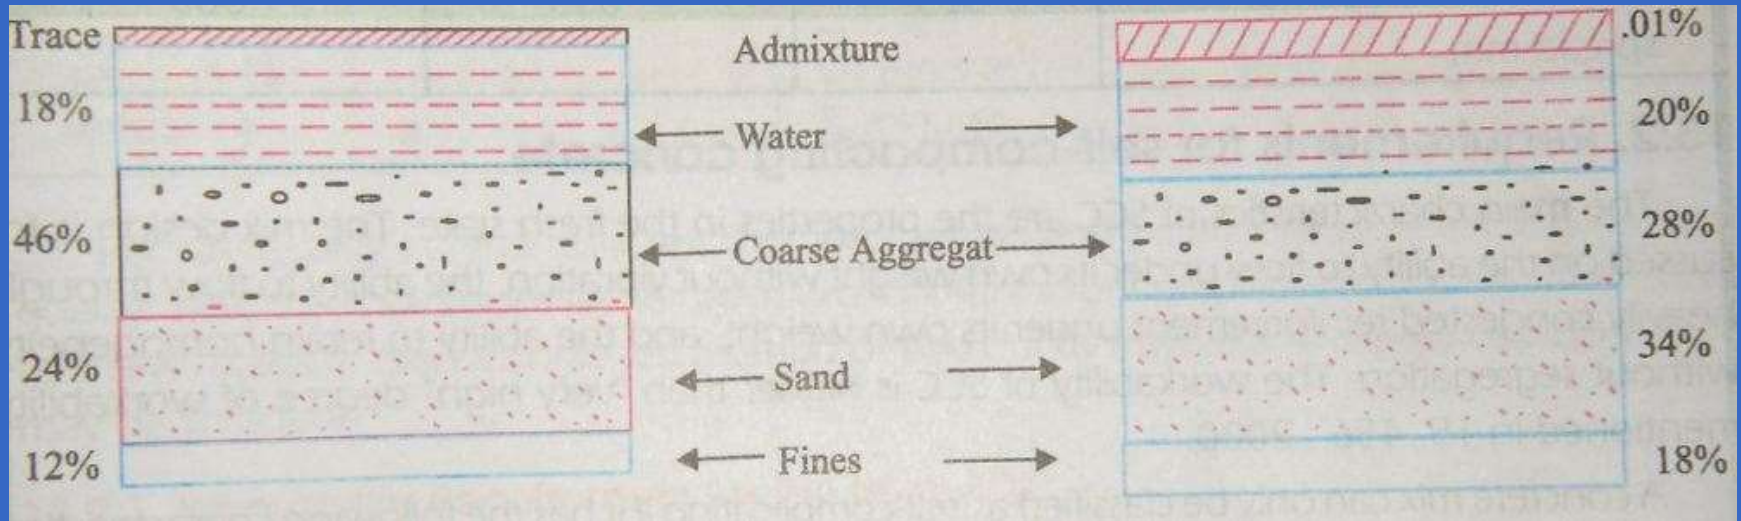 Trace
Admixture
.01%
18%
Water
20%
46%
Coarse Aggregat
28%
24%
Sand
34%
12%
Fines
18%